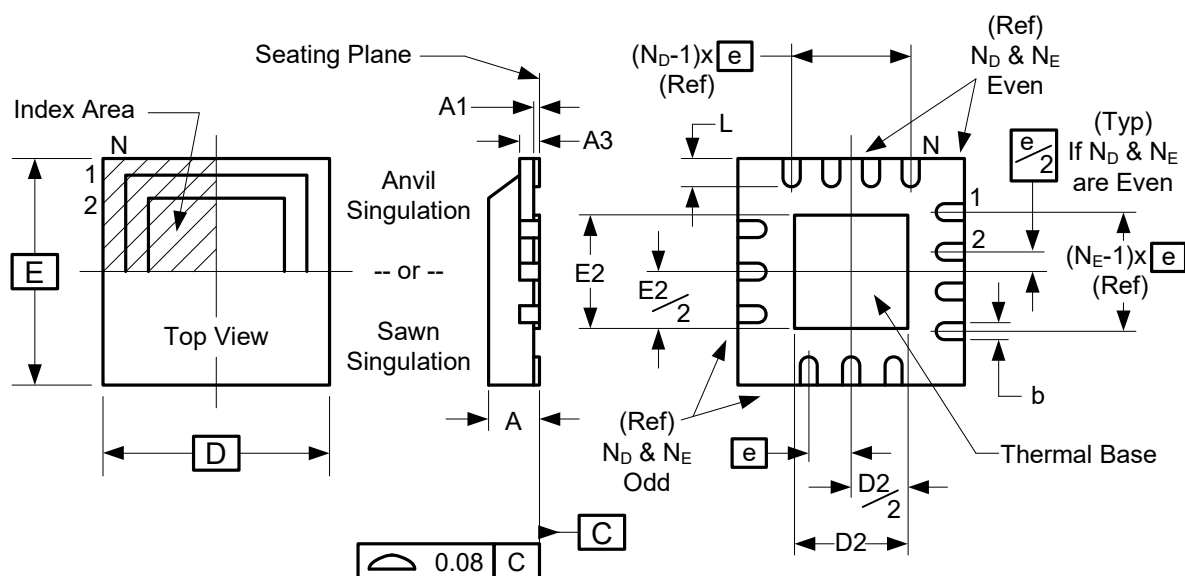 Seating Plane
Index Area
N
1
2
E
Top View
D
A1
A3
Anvil
Singulation
-- or --
Sawn
Singulation
A
C
0.08 C
(N_D-1)x e
(Ref)
L
(Ref)
N_D & N_E
Even
N
e/2
(Typ)
If N_D & N_E
are Even
1
2
(N_E-1)x e
(Ref)
E2
E2/2
b
(Ref)
N_D & N_E
Odd
e
Thermal Base
D2/2
D2